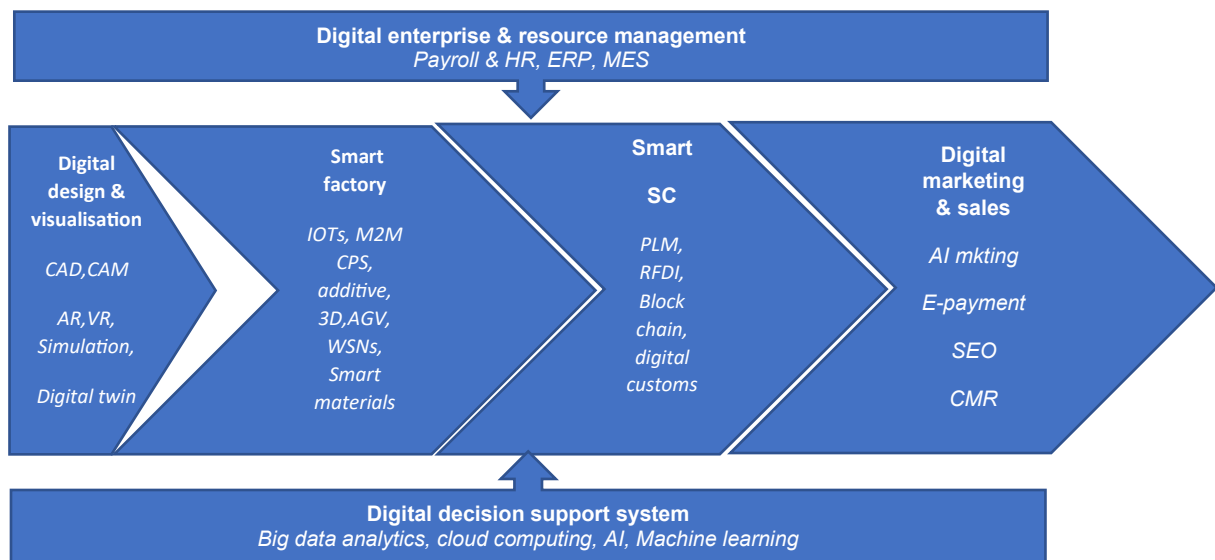 Digital enterprise & resource management
Payroll & HR, ERP, MES
Digital
design &
visualisation
CAD,CAM
AR,VR,
Simulation,
Digital twin
Smart
factory
IOTs, M2M
CPS,
additive,
3D,AGV,
WSNs,
Smart
materials
Smart
SC
PLM,
RFDI,
Block
chain,
digital
customs
Digital
marketing
& sales
AI mkting
E-payment
SEO
CMR
Digital decision support system
Big data analytics, cloud computing, AI, Machine learning